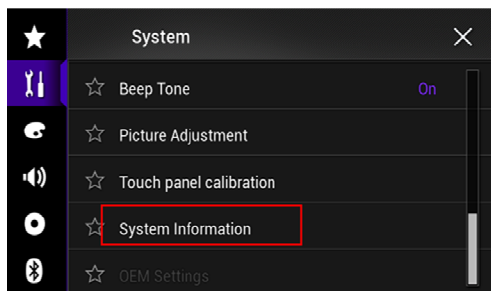 System
Beep Tone On
Picture Adjustment
Touch panel calibration
System Information
OEM Settings